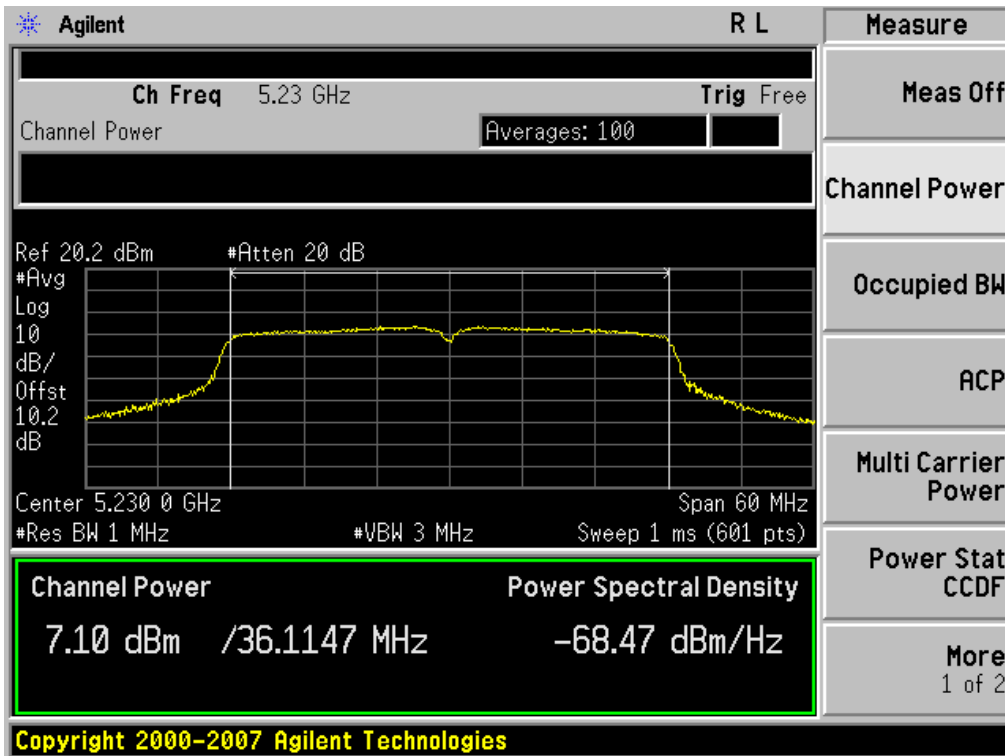 Agilent R L Measure
Ch Freq 5.23 GHz Trig Free
Channel Power Averages: 100
Meas Off
Channel Power
Occupied BW
ACP
Multi Carrier
Power
Power Stat
CCDF
More
1 of 2
Ref 20.2 dBm #Atten 20 dB
#Avg
Log
10
dB/
Offst
10.2
dB
Center 5.230 0 GHz Span 60 MHz
#Res BW 1 MHz #VBW 3 MHz Sweep 1 ms (601 pts)
Channel Power Power Spectral Density
7.10 dBm /36.1147 MHz -68.47 dBm/Hz
Copyright 2000-2007 Agilent Technologies